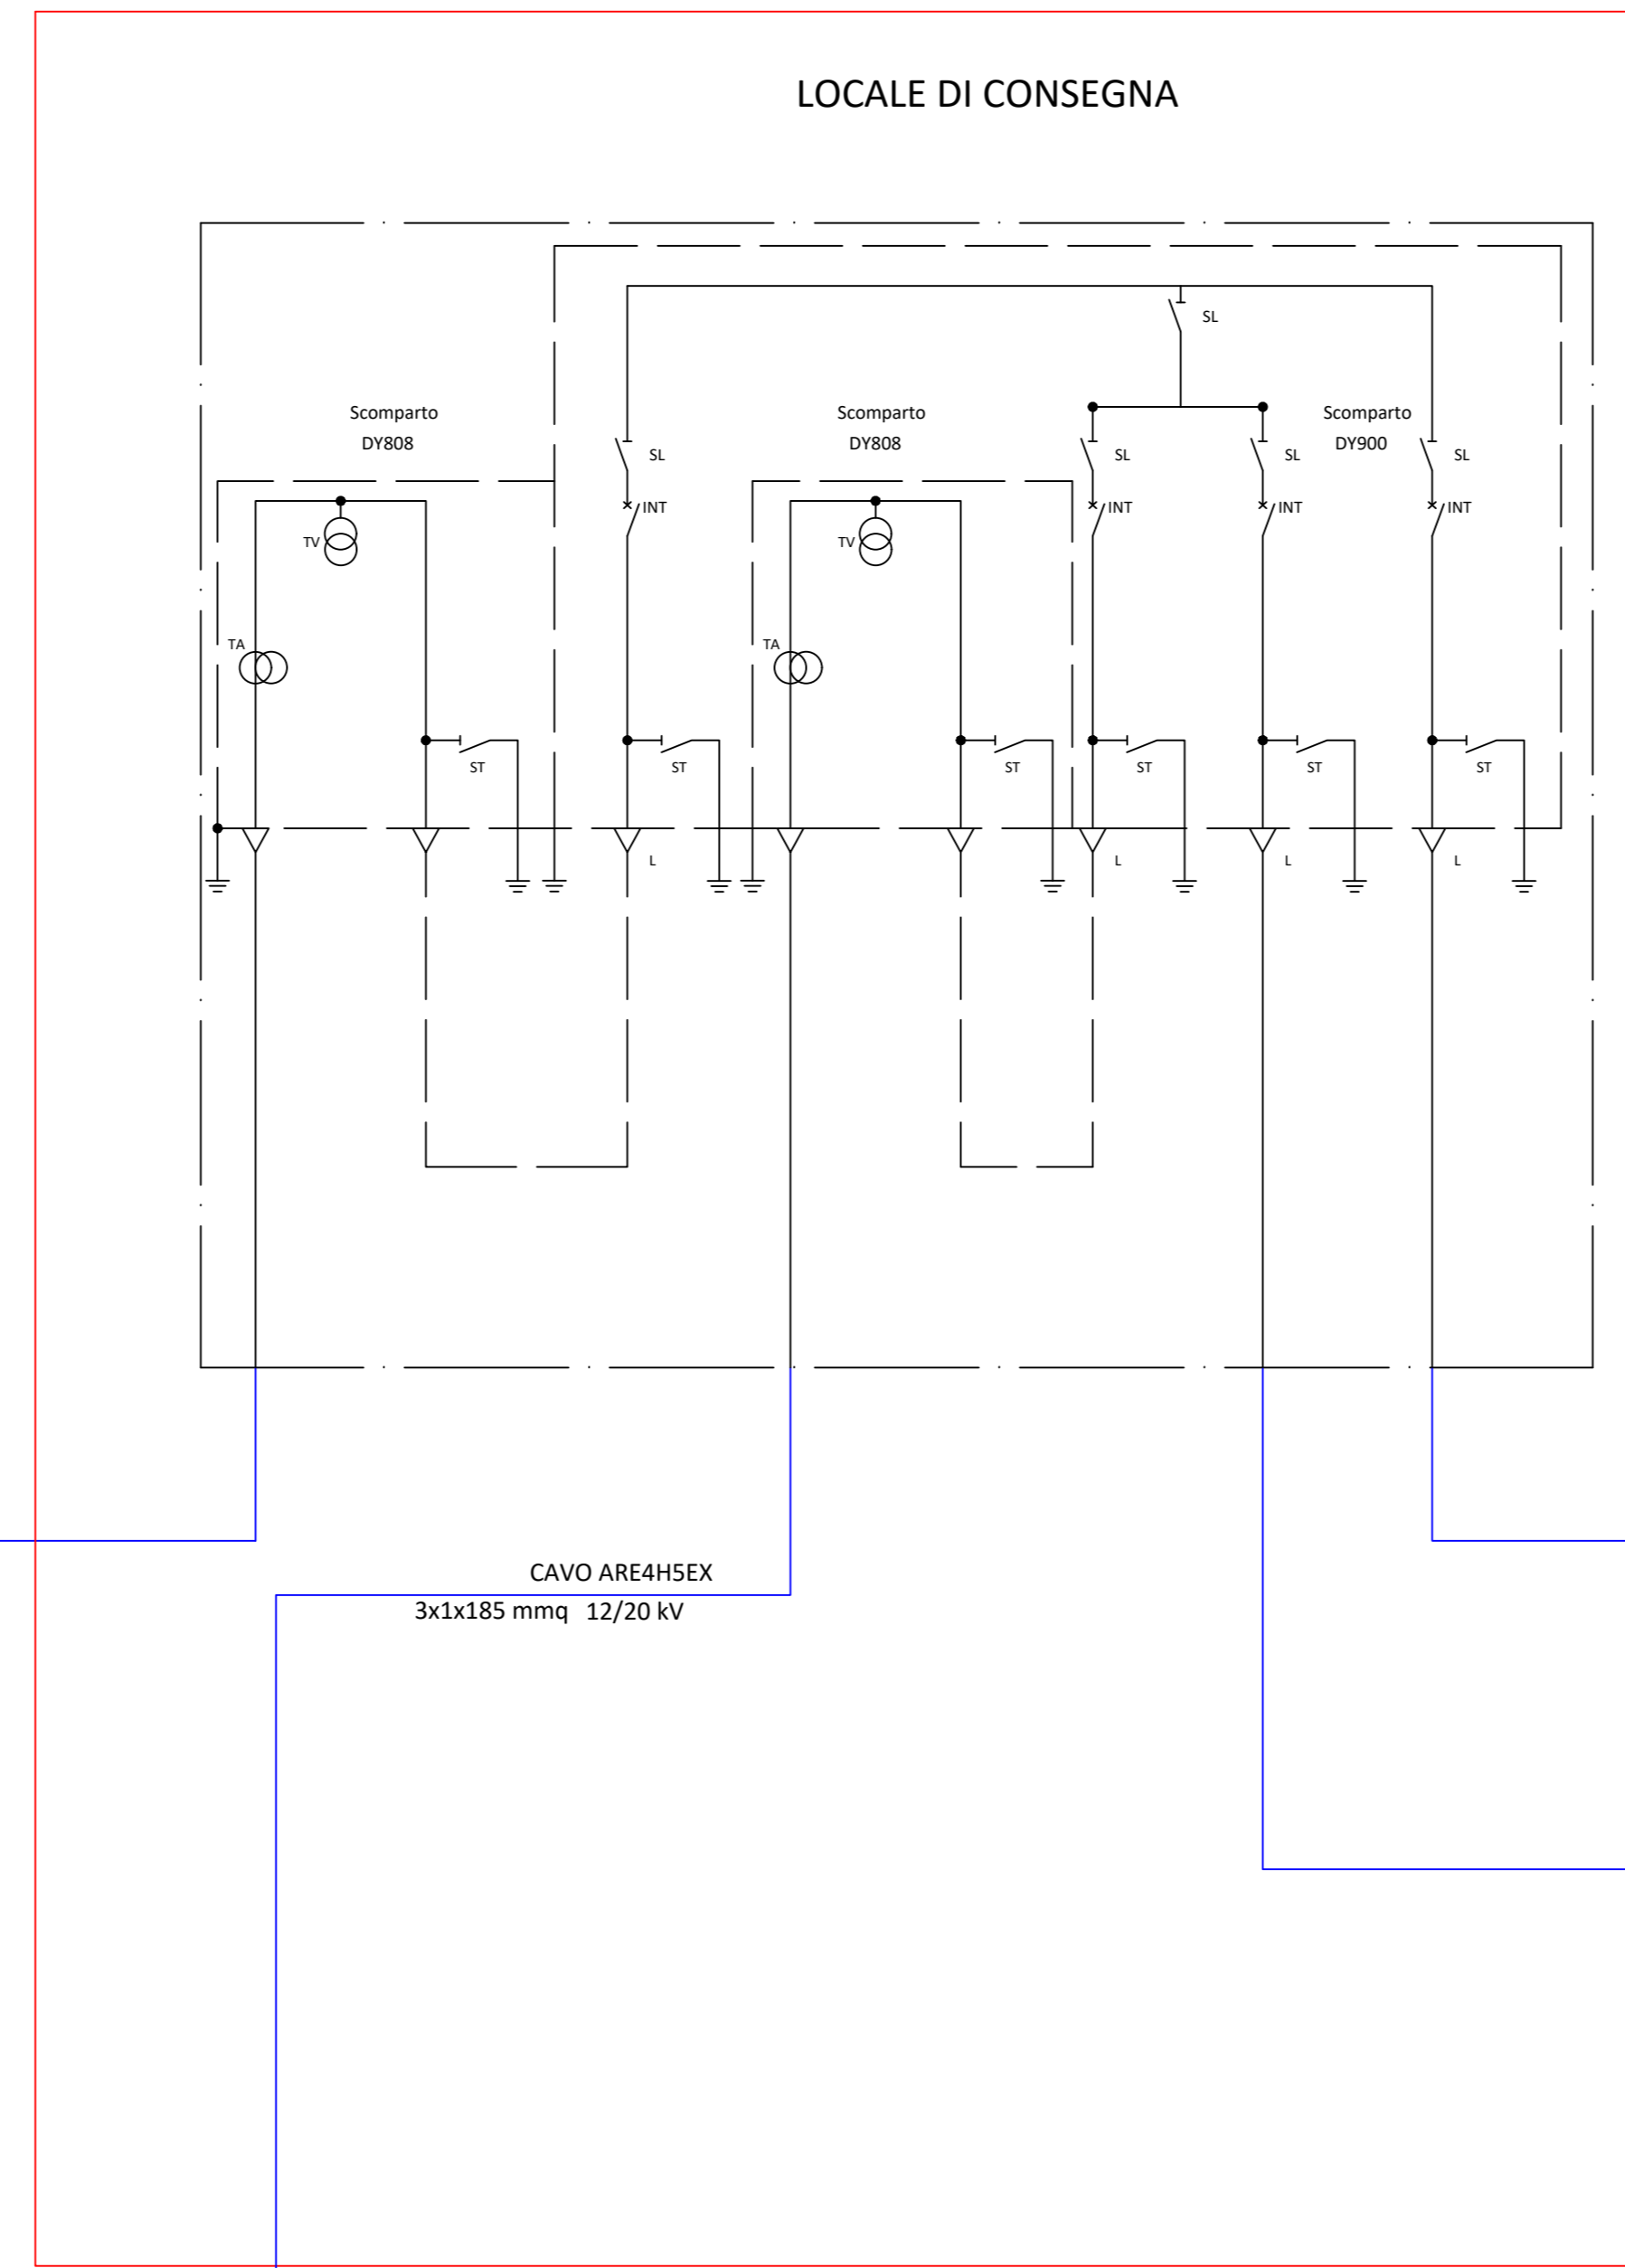 LOCALE DI CONSEGNA
SL
Scomparto
DY808
Scomparto
DY808
Scomparto
DY900
SL
SL
SL
SL
INT
INT
INT
INT
TV
TV
TA
TA
ST
ST
ST
ST
ST
ST
L
L
L
L
CAVO ARE4H5EX
3x1x185 mmq 12/20 kV